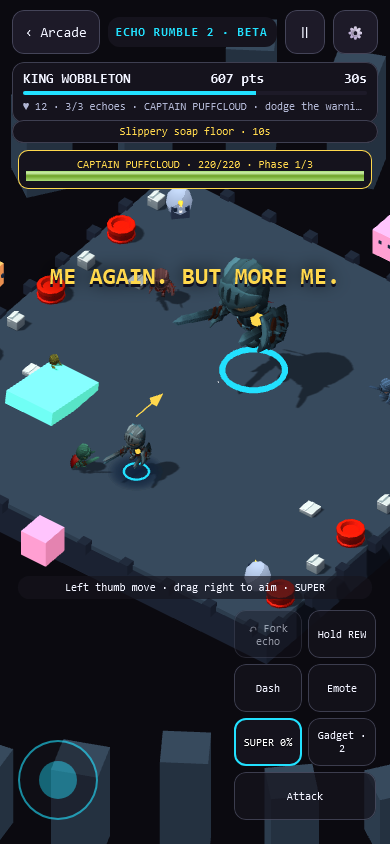 ‹ Arcade
ECHO RUMBLE 2 · BETA
KING WOBBLETON 607 pts 30s
♥ 12 · 3/3 echoes · CAPTAIN PUFFCLOUD · dodge the warni…
Slippery soap floor · 10s
CAPTAIN PUFFCLOUD · 220/220 · Phase 1/3
ME AGAIN. BUT MORE ME.
Left thumb move · drag right to aim · SUPER
↶ Fork
echo
Hold REW
Dash
Emote
SUPER 0%
Gadget ·
2
Attack